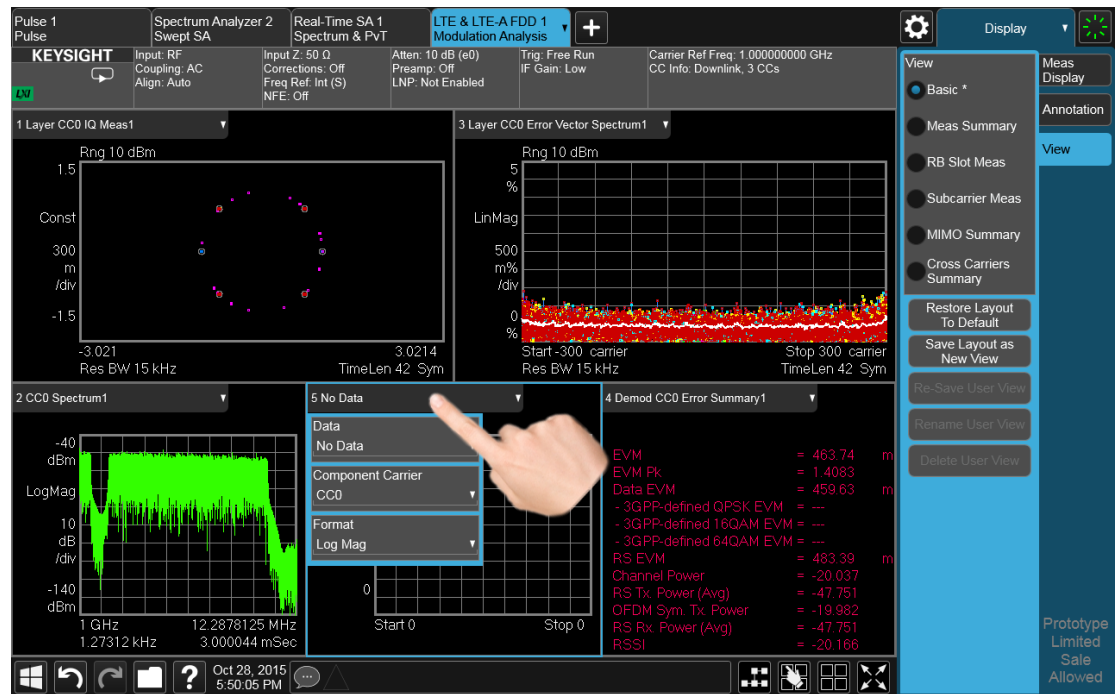 Pulse 1
Pulse
Spectrum Analyzer 2
Swept SA
Real-Time SA 1
Spectrum & PvT
LTE & LTE-A FDD 1
Modulation Analysis
Display
KEYSIGHT
LXI
Input: RF
Coupling: AC
Align: Auto
Input Z: 50 Ω
Corrections: Off
Freq Ref: Int (S)
NFE: Off
Atten: 10 dB (e0)
Preamp: Off
LNP: Not Enabled
Trig: Free Run
IF Gain: Low
Carrier Ref Freq: 1.000000000 GHz
CC Info: Downlink, 3 CCs
1 Layer CC0 IQ Meas1
Rng 10 dBm
1.5
Const
300
m
/div
-1.5
-3.021
3.0214
Res BW 15 kHz
TimeLen 42 Sym
3 Layer CC0 Error Vector Spectrum1
Rng 10 dBm
5
%
LinMag
500
m%
/div
0
%
Start -300 carrier
Stop 300 carrier
Res BW 15 kHz
TimeLen 42 Sym
2 CC0 Spectrum1
-40
dBm
LogMag
10
dB
/div
-140
dBm
1 GHz
12.2878125 MHz
1.27312 kHz
3.000044 mSec
5 No Data
Data
No Data
Component Carrier
CC0
Format
Log Mag
0
Start 0
Stop 0
4 Demod CC0 Error Summary1
EVM = 463.74 m
EVM Pk = 1.4083
Data EVM = 459.63 m
- 3GPP-defined QPSK EVM = ---
- 3GPP-defined 16QAM EVM = ---
- 3GPP-defined 64QAM EVM = ---
RS EVM = 483.39 m
Channel Power = -20.037
RS Tx. Power (Avg) = -47.751
OFDM Sym. Tx. Power = -19.982
RS Rx. Power (Avg) = -47.751
RSSI = -20.166
View
Basic *
Meas Summary
RB Slot Meas
Subcarrier Meas
MIMO Summary
Cross Carriers
Summary
Restore Layout
To Default
Save Layout as
New View
Re-Save User View
Rename User View
Delete User View
Meas
Display
Annotation
View
Prototype
Limited
Sale
Allowed
?
Oct 28, 2015
5:50:05 PM